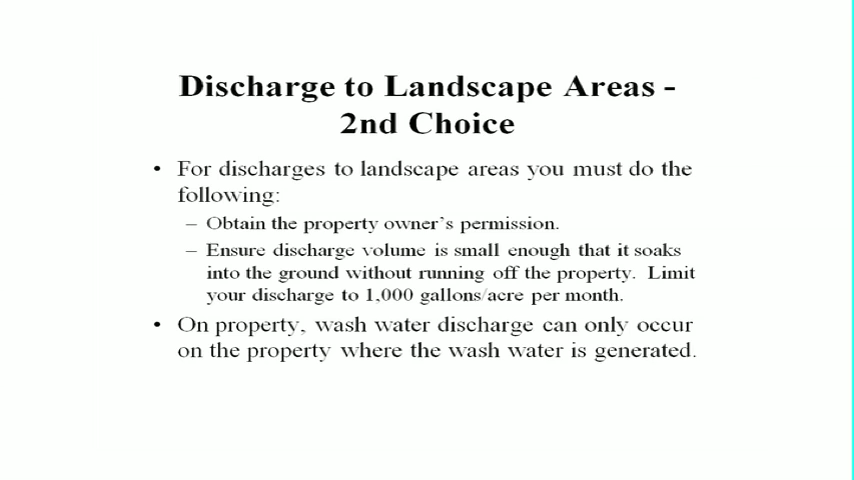 Discharge to Landscape Areas -
2nd Choice
• For discharges to landscape areas you must do the
following:
– Obtain the property owner's permission.
– Ensure discharge volume is small enough that it soaks
into the ground without running off the property. Limit
your discharge to 1,000 gallons/acre per month.
• On property, wash water discharge can only occur
on the property where the wash water is generated.